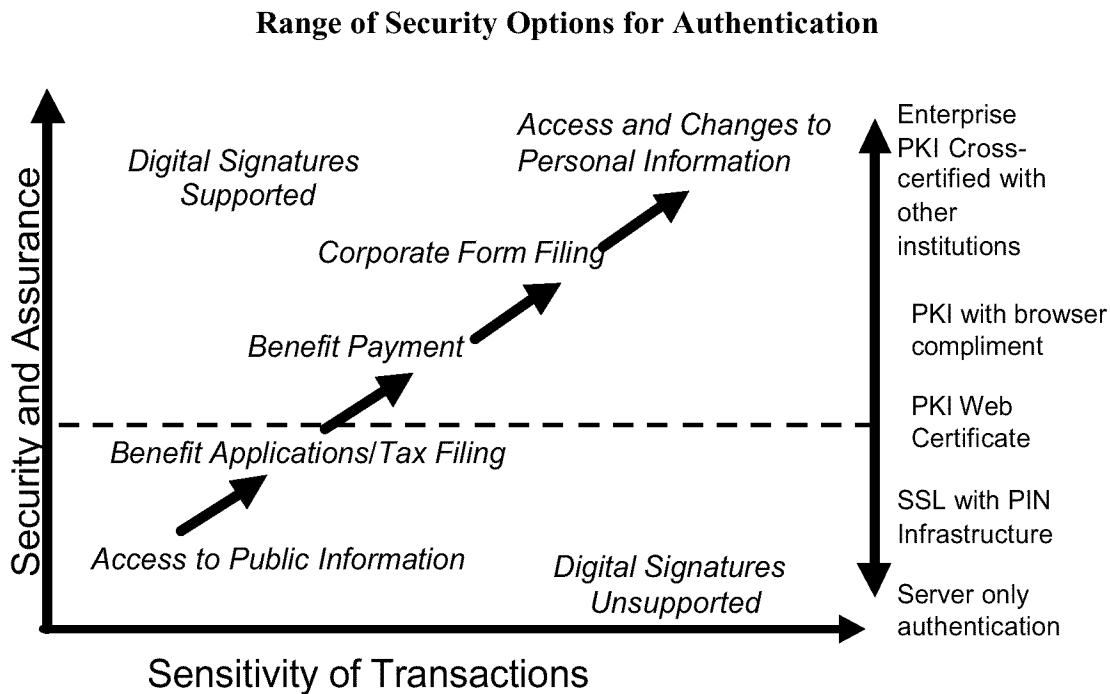 Range of Security Options for Authentication
Security and Assurance
Digital Signatures
Supported
Access and Changes to
Personal Information
Corporate Form Filing
Benefit Payment
Benefit Applications/Tax Filing
Access to Public Information
Digital Signatures
Unsupported
Sensitivity of Transactions
Enterprise
PKI Cross-
certified with
other
institutions
PKI with browser
compliment
PKI Web
Certificate
SSL with PIN
Infrastructure
Server only
authentication